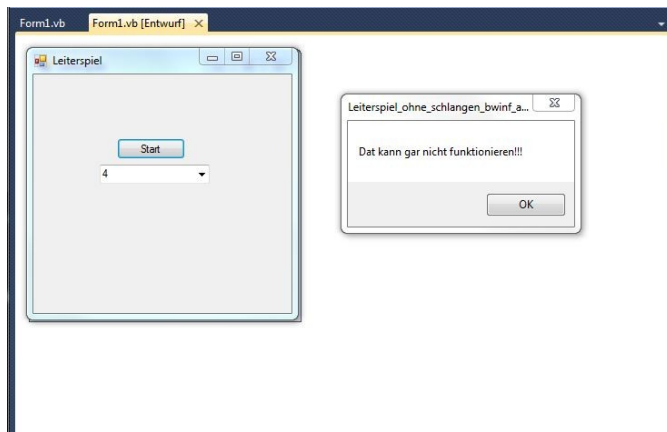 Form1.vb
Form1.vb [Entwurf]
Leiterspiel
Start
4
Leiterspiel_ohne_schlangen_bwinf_a...
Dat kann gar nicht funktionieren!!!
OK